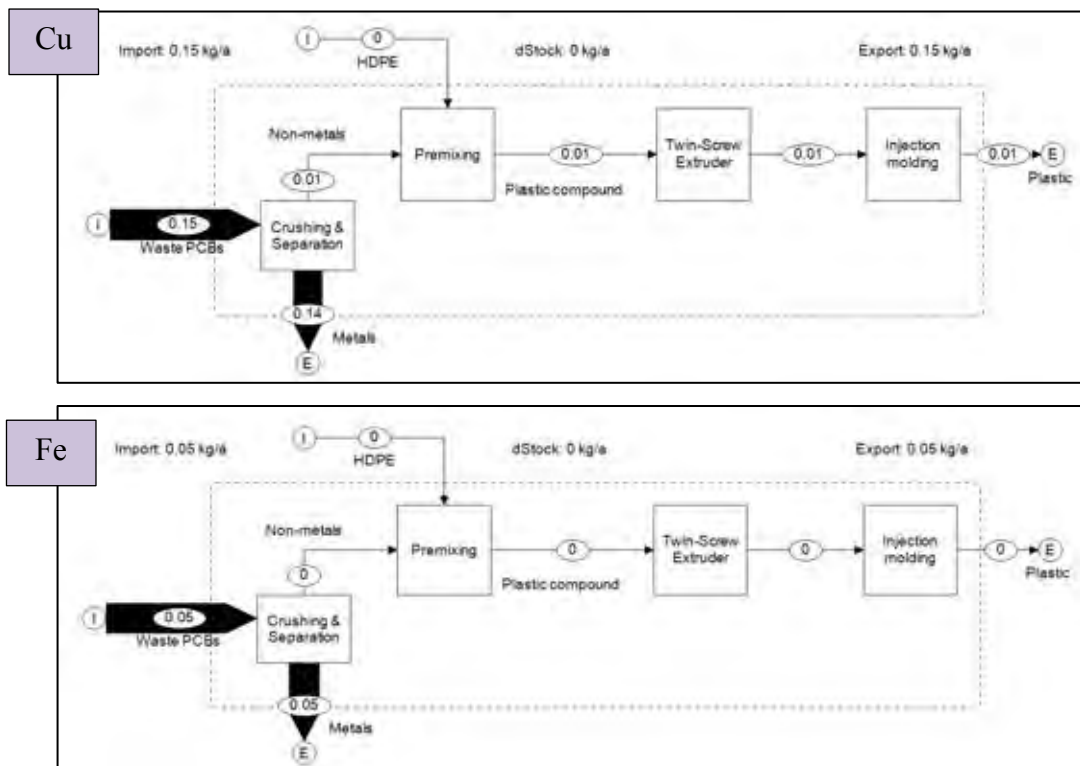 Cu
Import: 0.15 kg/a
I
0
HDPE
dStock: 0 kg/a
Export: 0.15 kg/a
Non-metals
0.01
Premixing
0.01
Plastic compound
Twin-Screw
Extruder
0.01
Injection
molding
0.01
E
Plastic
I
0.15
Waste PCBs
Crushing &
Separation
0.14
Metals
E
Fe
Import: 0.05 kg/a
I
0
HDPE
dStock: 0 kg/a
Export: 0.05 kg/a
Non-metals
0
Premixing
0
Plastic compound
Twin-Screw
Extruder
0
Injection
molding
0
E
Plastic
I
0.05
Waste PCBs
Crushing &
Separation
0.05
Metals
E